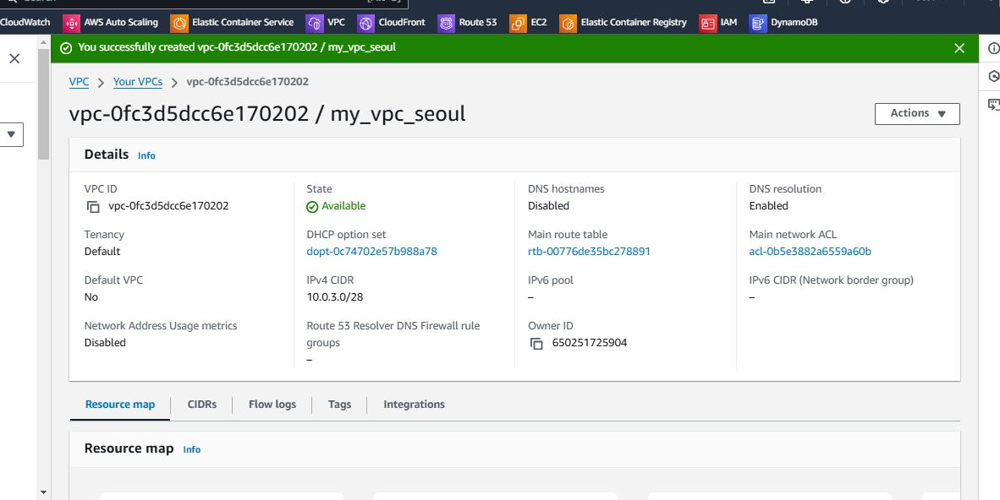 CloudWatch AWS Auto Scaling Elastic Container Service VPC CloudFront Route 53 EC2 Elastic Container Registry IAM DynamoDB
You successfully created vpc-0fc3d5dcc6e170202 / my_vpc_seoul
VPC > Your VPCs > vpc-0fc3d5dcc6e170202
vpc-0fc3d5dcc6e170202 / my_vpc_seoul
Actions
Details Info
VPC ID
vpc-0fc3d5dcc6e170202
State
Available
DNS hostnames
Disabled
DNS resolution
Enabled
Tenancy
Default
DHCP option set
dopt-0c74702e57b988a78
Main route table
rtb-00776de35bc278891
Main network ACL
acl-0b5e3882a6559a60b
Default VPC
No
IPv4 CIDR
10.0.3.0/28
IPv6 pool
–
IPv6 CIDR (Network border group)
–
Network Address Usage metrics
Disabled
Route 53 Resolver DNS Firewall rule
groups
–
Owner ID
650251725904
Resource map CIDRs Flow logs Tags Integrations
Resource map Info